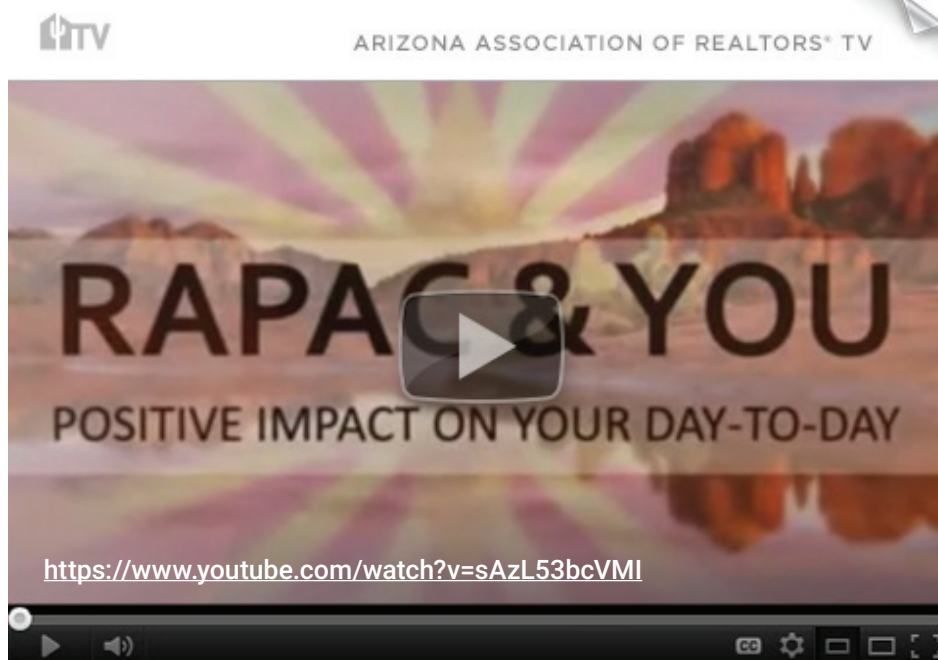 TV
ARIZONA ASSOCIATION OF REALTORS® TV
RAPAC & YOU
POSITIVE IMPACT ON YOUR DAY-TO-DAY
https://www.youtube.com/watch?v=sAzL53bcVMI
CC